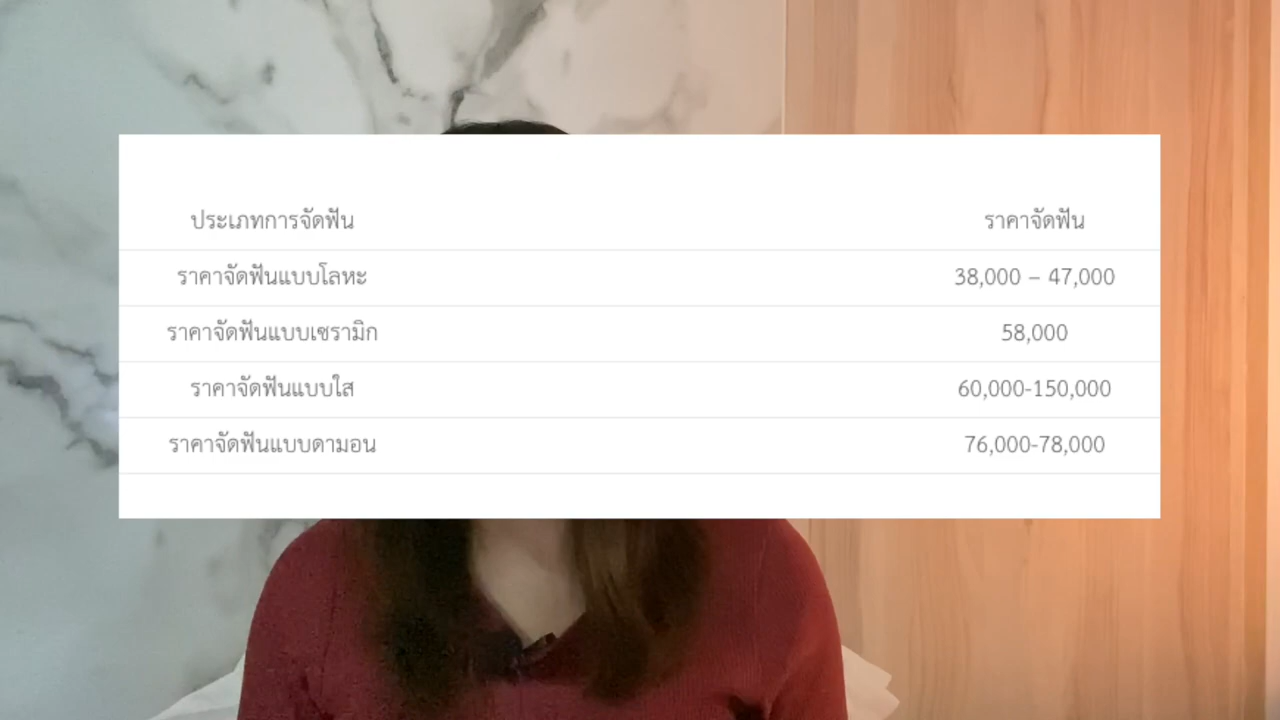 ประเภทการจัดฟัน ราคาจัดฟัน
ราคาจัดฟันแบบโลหะ 38,000 – 47,000
ราคาจัดฟันแบบเซรามิก 58,000
ราคาจัดฟันแบบใส 60,000-150,000
ราคาจัดฟันแบบดามอน 76,000-78,000